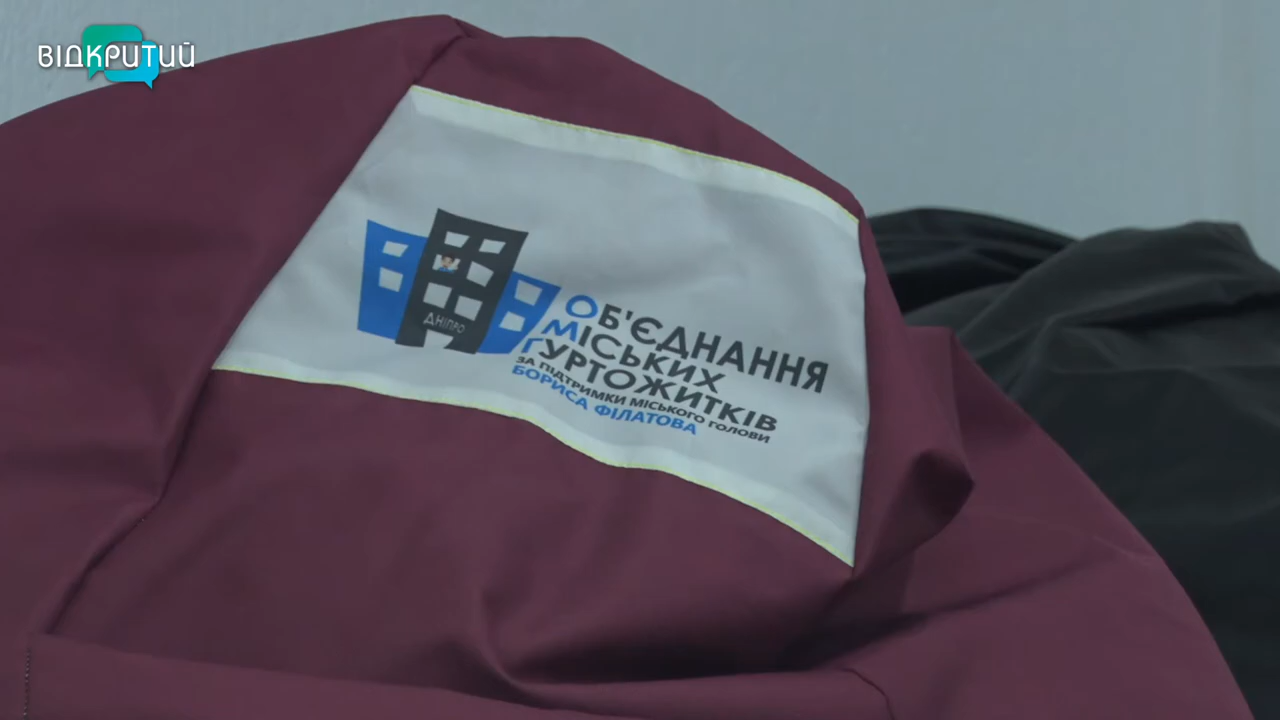 ВІДКРИТИЙ
ДНІПРО
ОБ'ЄДНАННЯ
МІСЬКИХ
ГУРТОЖИТКІВ
ЗА ПІДТРИМКИ МІСЬКОГО ГОЛОВИ
БОРИСА ФІЛАТОВА